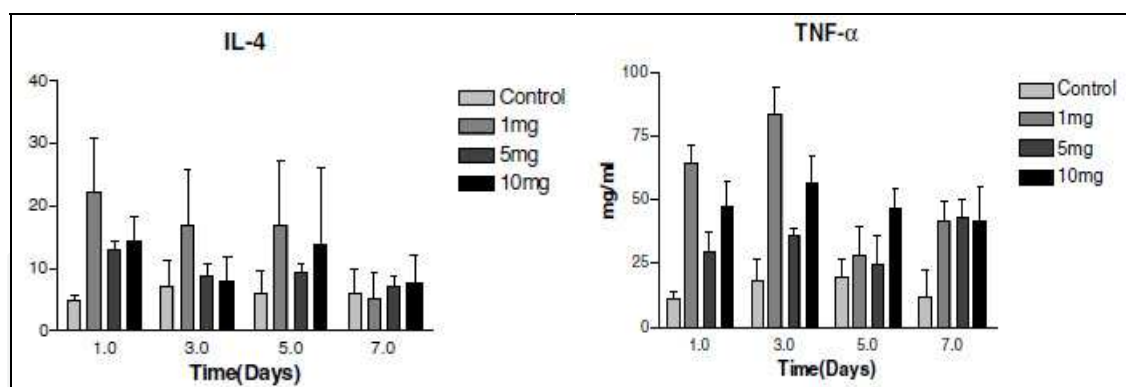 IL-4
40
30
20
10
0
1.0 3.0 5.0 7.0
Time(Days)
Control
1mg
5mg
10mg
TNF-α
100
75
50
25
0
mg/ml
1.0 3.0 5.0 7.0
Time(Days)
Control
1mg
5mg
10mg